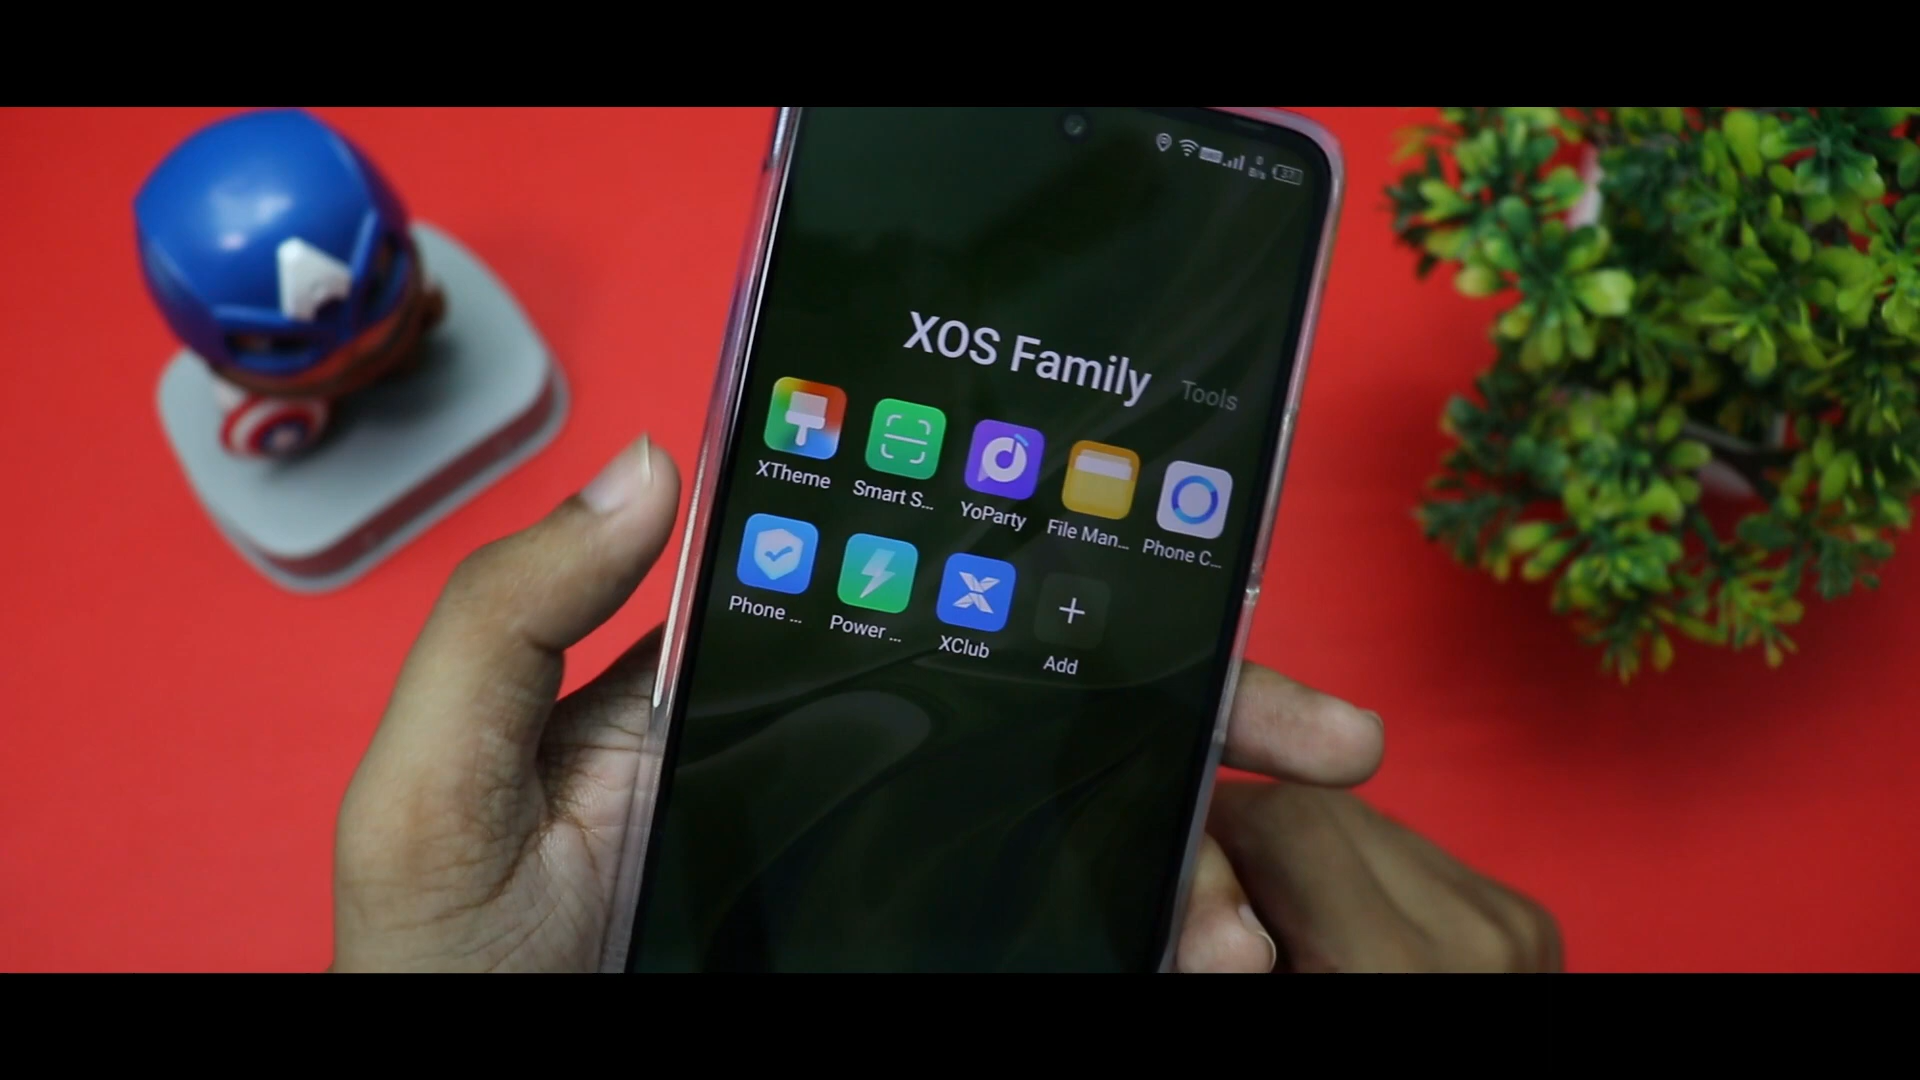 XOS Family Tools
XTheme Smart S... YoParty File Man... Phone C...
Phone ... Power ... XClub Add